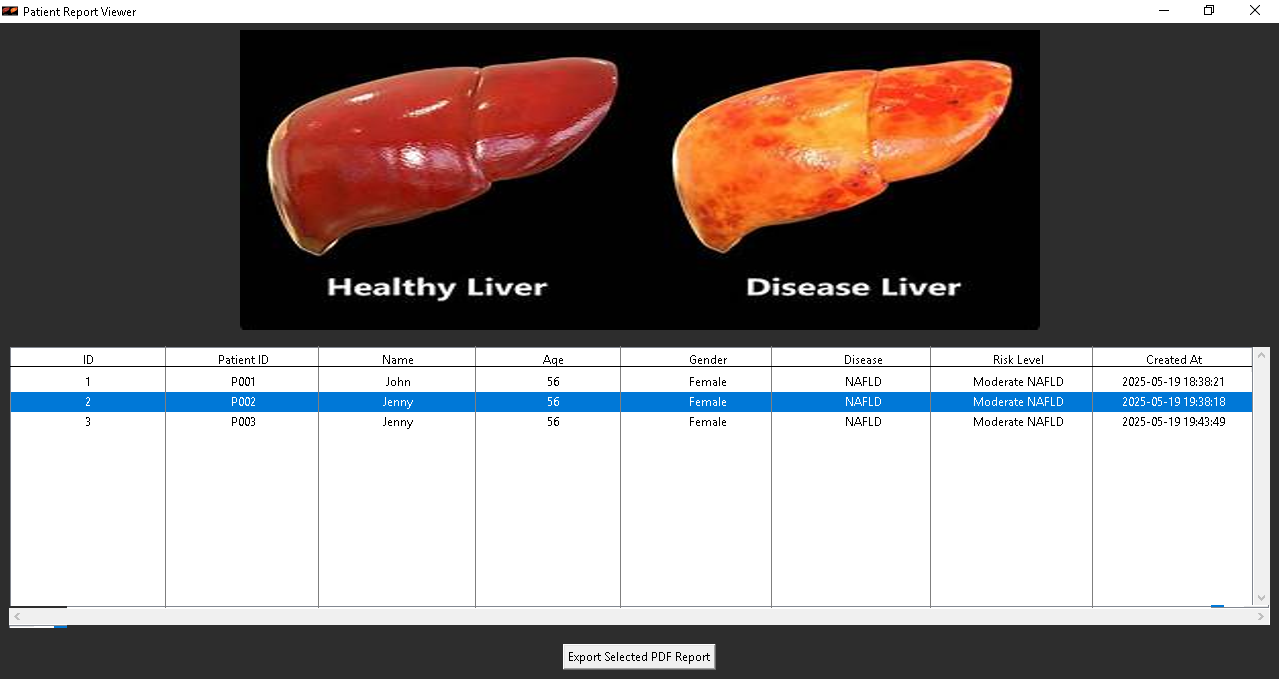 Patient Report Viewer
Healthy Liver Disease Liver
ID Patient ID Name Age Gender Disease Risk Level Created At
1 P001 John 56 Female NAFLD Moderate NAFLD 2025-05-19 18:38:21
2 P002 Jenny 56 Female NAFLD Moderate NAFLD 2025-05-19 19:38:18
3 P003 Jenny 56 Female NAFLD Moderate NAFLD 2025-05-19 19:43:49
Export Selected PDF Report